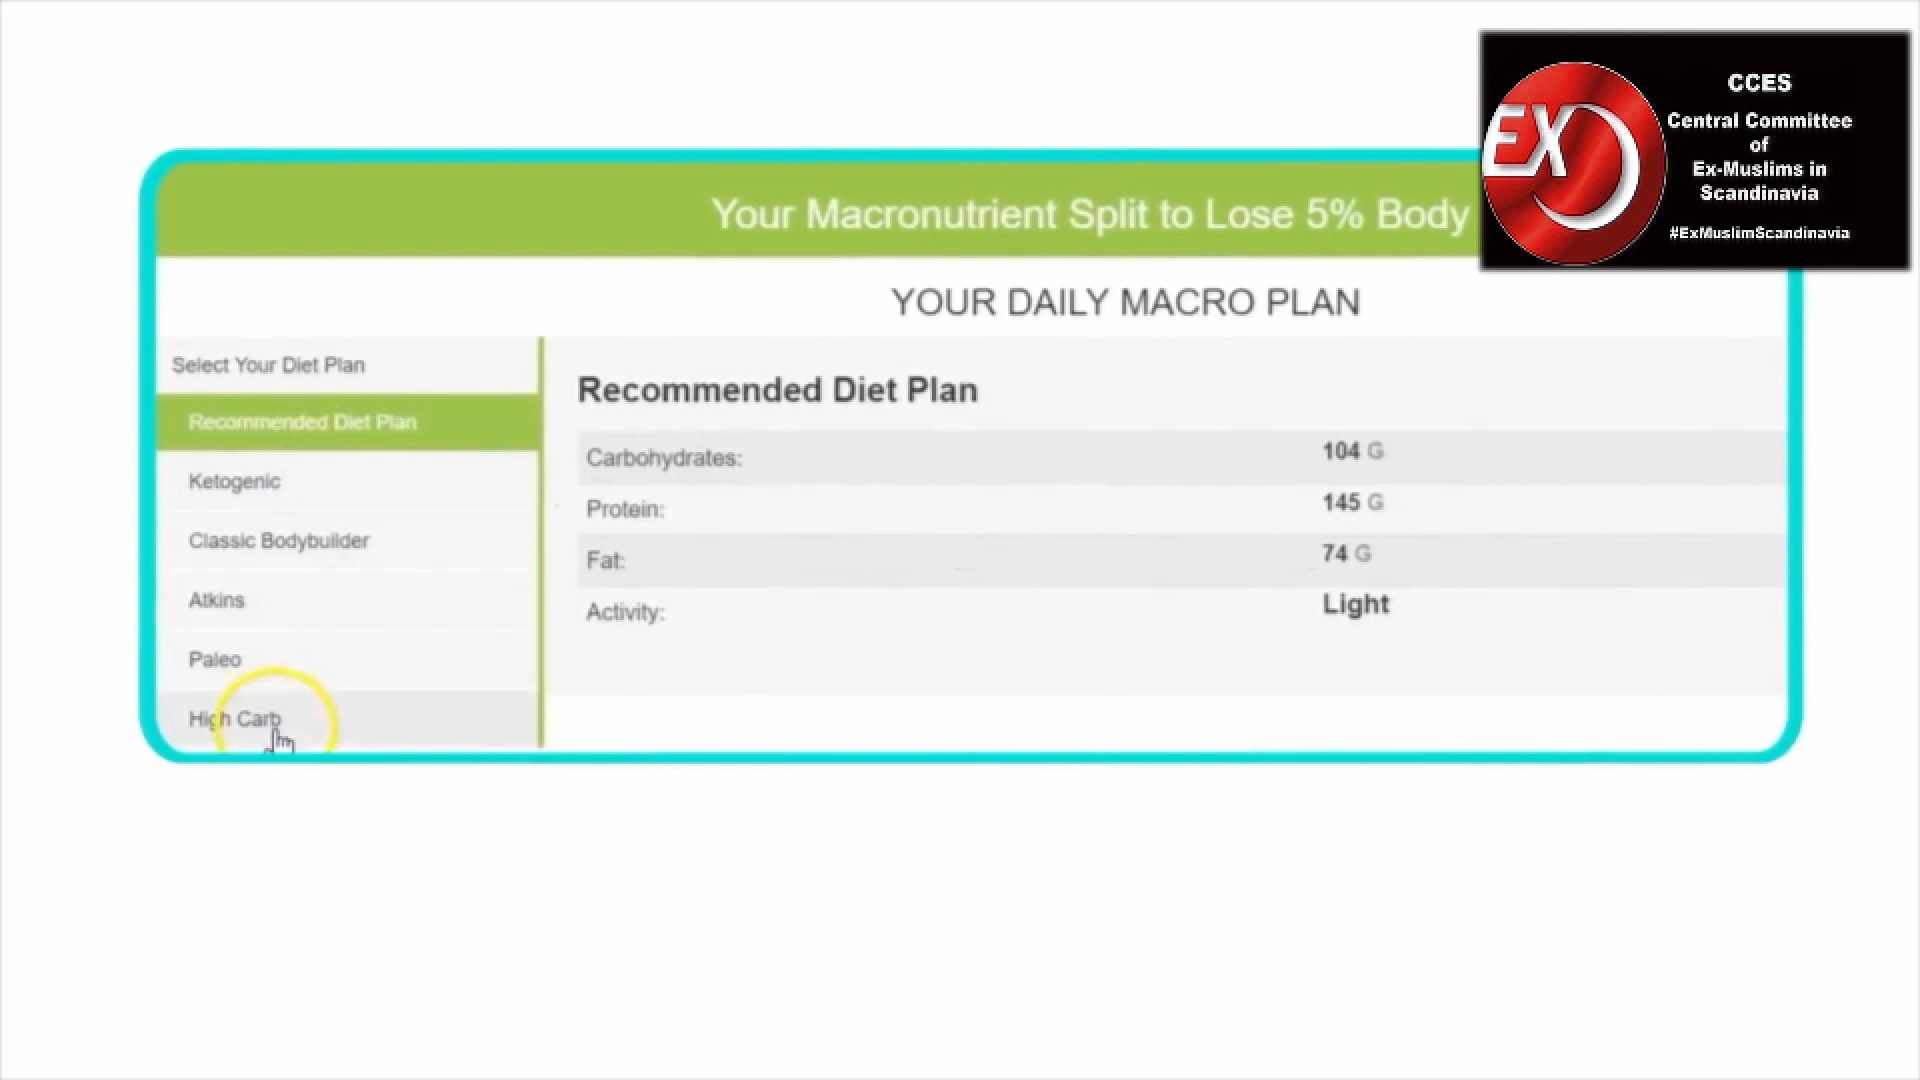 EX
CCES
Central Committee
of
Ex-Muslims in
Scandinavia
#ExMuslimScandinavia
Your Macronutrient Split to Lose 5% Body
YOUR DAILY MACRO PLAN
Select Your Diet Plan
Recommended Diet Plan
Ketogenic
Classic Bodybuilder
Atkins
Paleo
High Carb
Recommended Diet Plan
Carbohydrates: 104 G
Protein: 145 G
Fat: 74 G
Activity: Light